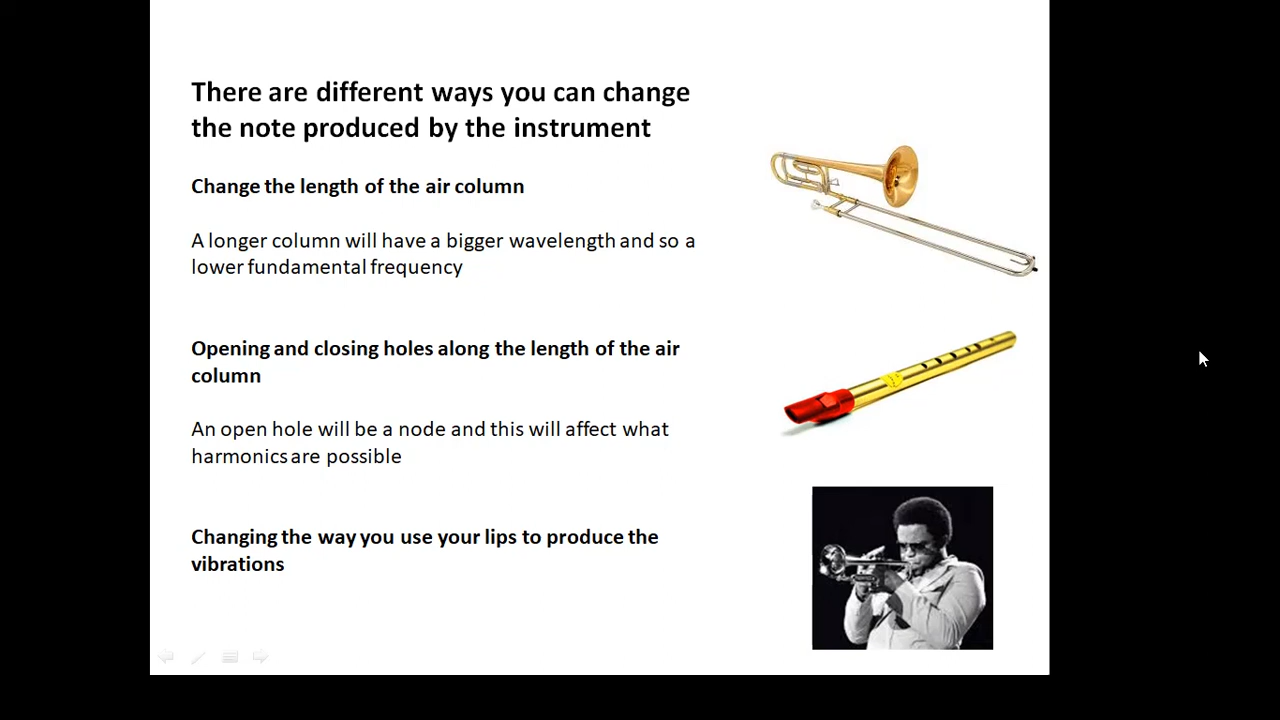 There are different ways you can change
the note produced by the instrument
Change the length of the air column
A longer column will have a bigger wavelength and so a
lower fundamental frequency
Opening and closing holes along the length of the air
column
An open hole will be a node and this will affect what
harmonics are possible
Changing the way you use your lips to produce the
vibrations